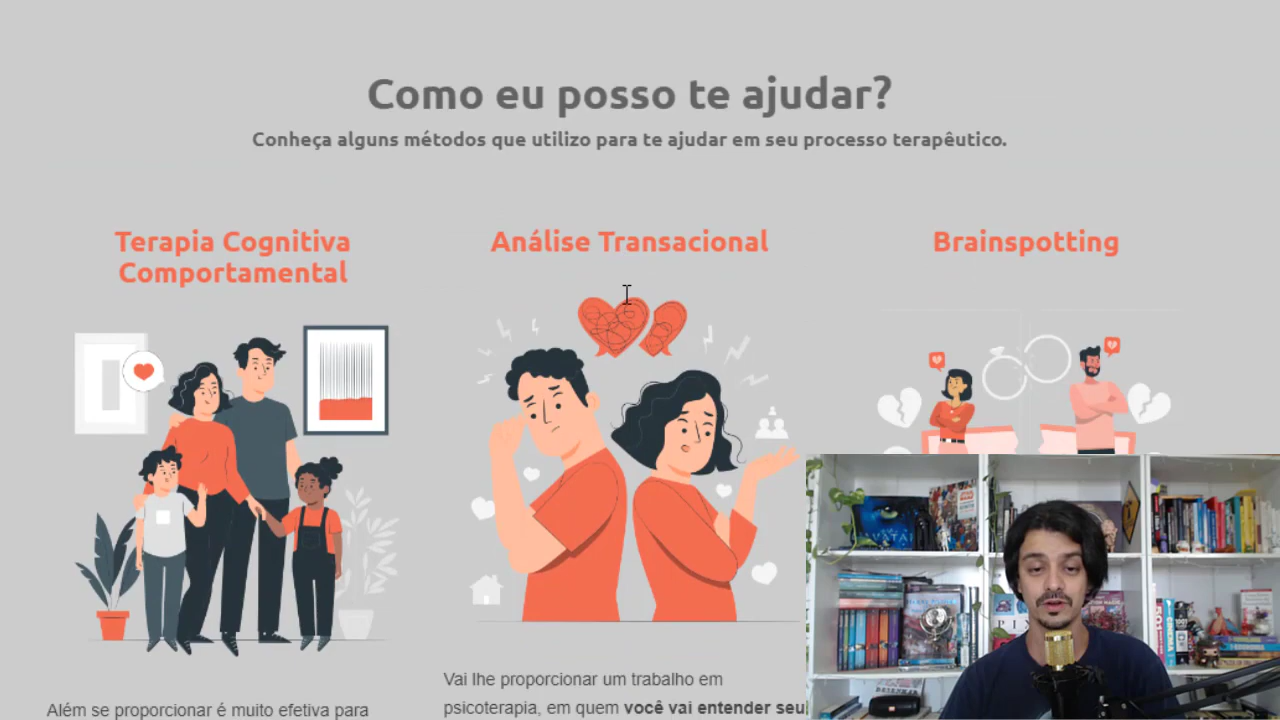 Como eu posso te ajudar?
Conheça alguns métodos que utilizo para te ajudar em seu processo terapêutico.
Terapia Cognitiva
Comportamental
Análise Transacional
Brainspotting
Vai lhe proporcionar um trabalho em
psicoterapia, em quem você vai entender seu
Além se proporcionar é muito efetiva para